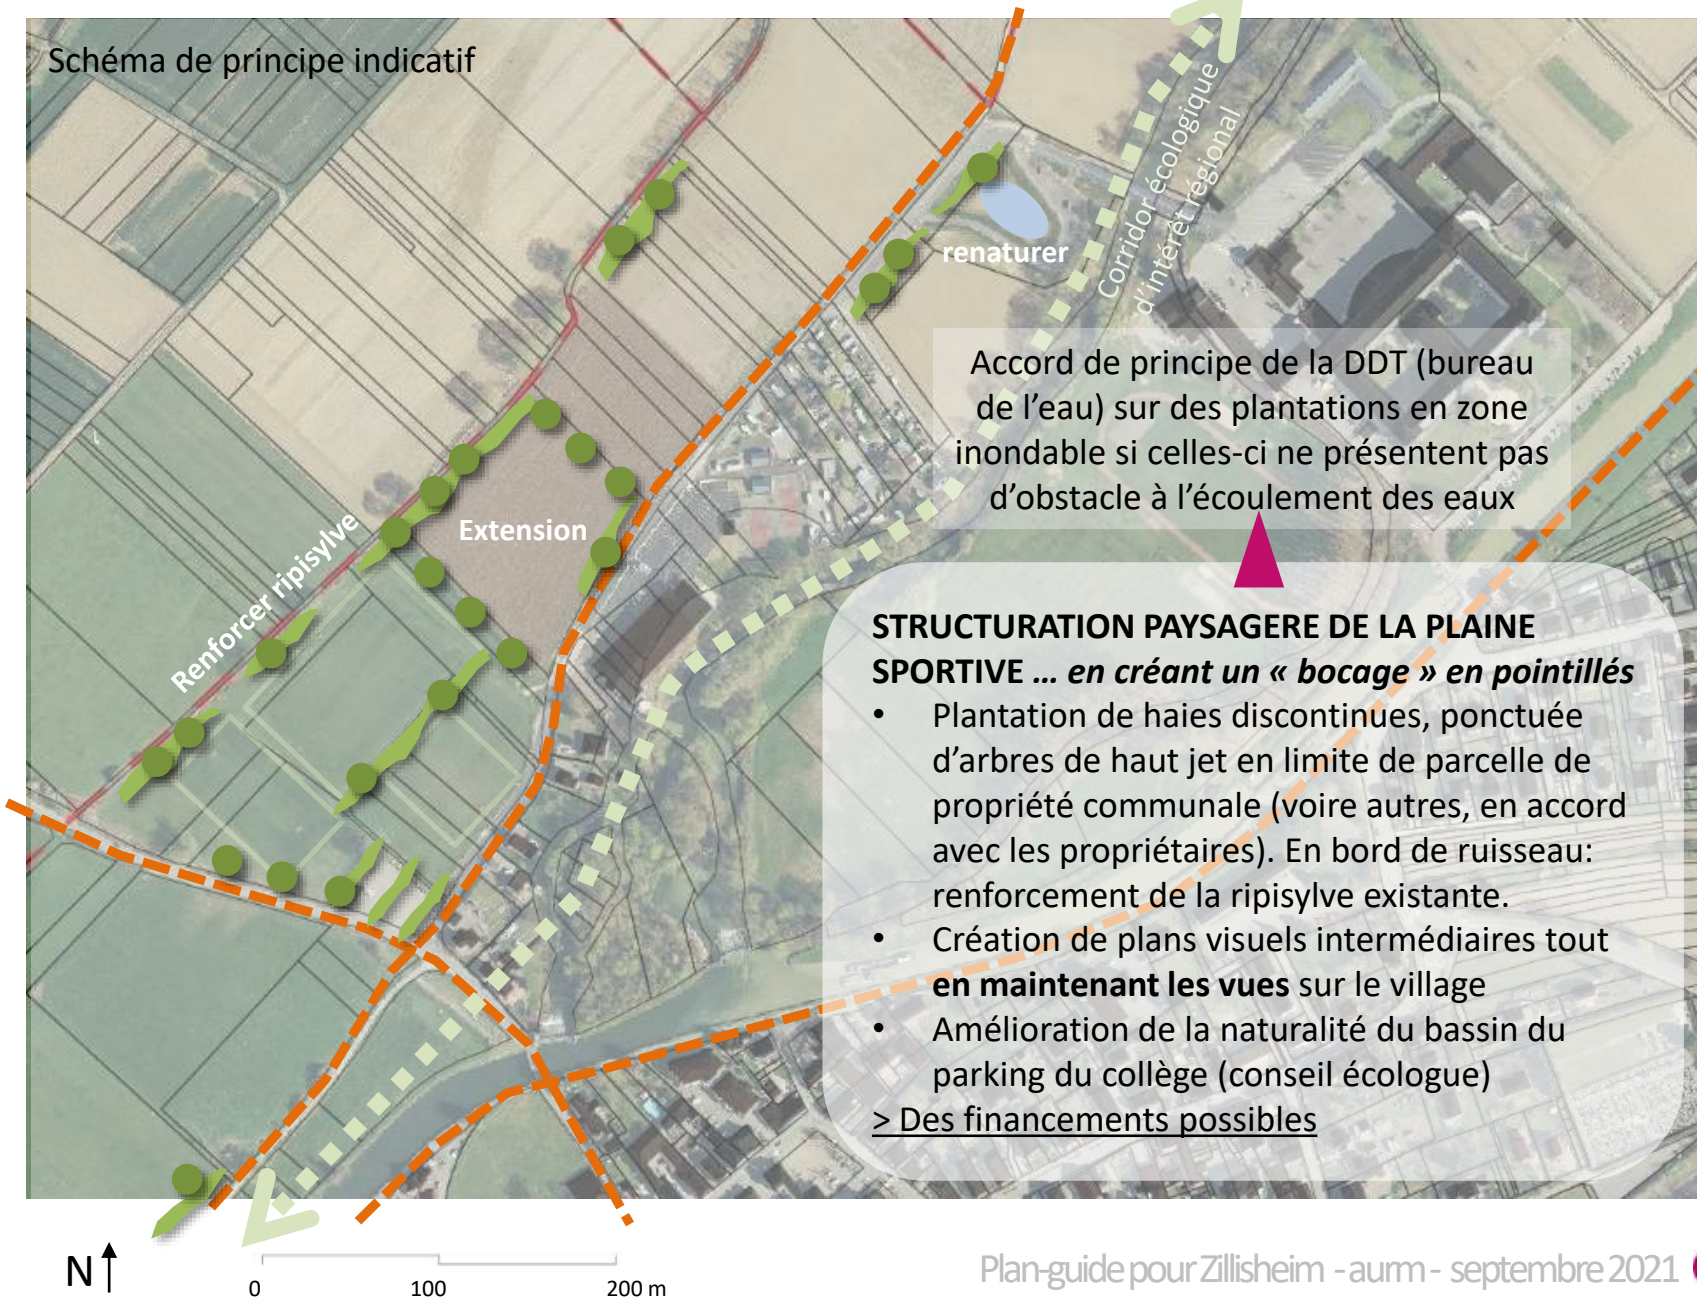 Schéma de principe indicatif
Corridor écologique
d'intérêt régional
renaturer
Accord de principe de la DDT (bureau
de l'eau) sur des plantations en zone
inondable si celles-ci ne présentent pas
d'obstacle à l'écoulement des eaux
Extension
Renforcer ripisylve
STRUCTURATION PAYSAGERE DE LA PLAINE
SPORTIVE ... en créant un « bocage » en pointillés
• Plantation de haies discontinues, ponctuée
d'arbres de haut jet en limite de parcelle de
propriété communale (voire autres, en accord
avec les propriétaires). En bord de ruisseau:
renforcement de la ripisylve existante.
• Création de plans visuels intermédiaires tout
en maintenant les vues sur le village
• Amélioration de la naturalité du bassin du
parking du collège (conseil écologue)
> Des financements possibles
N
0 100 200 m
Plan-guide pour Zillisheim - aurm - septembre 2021